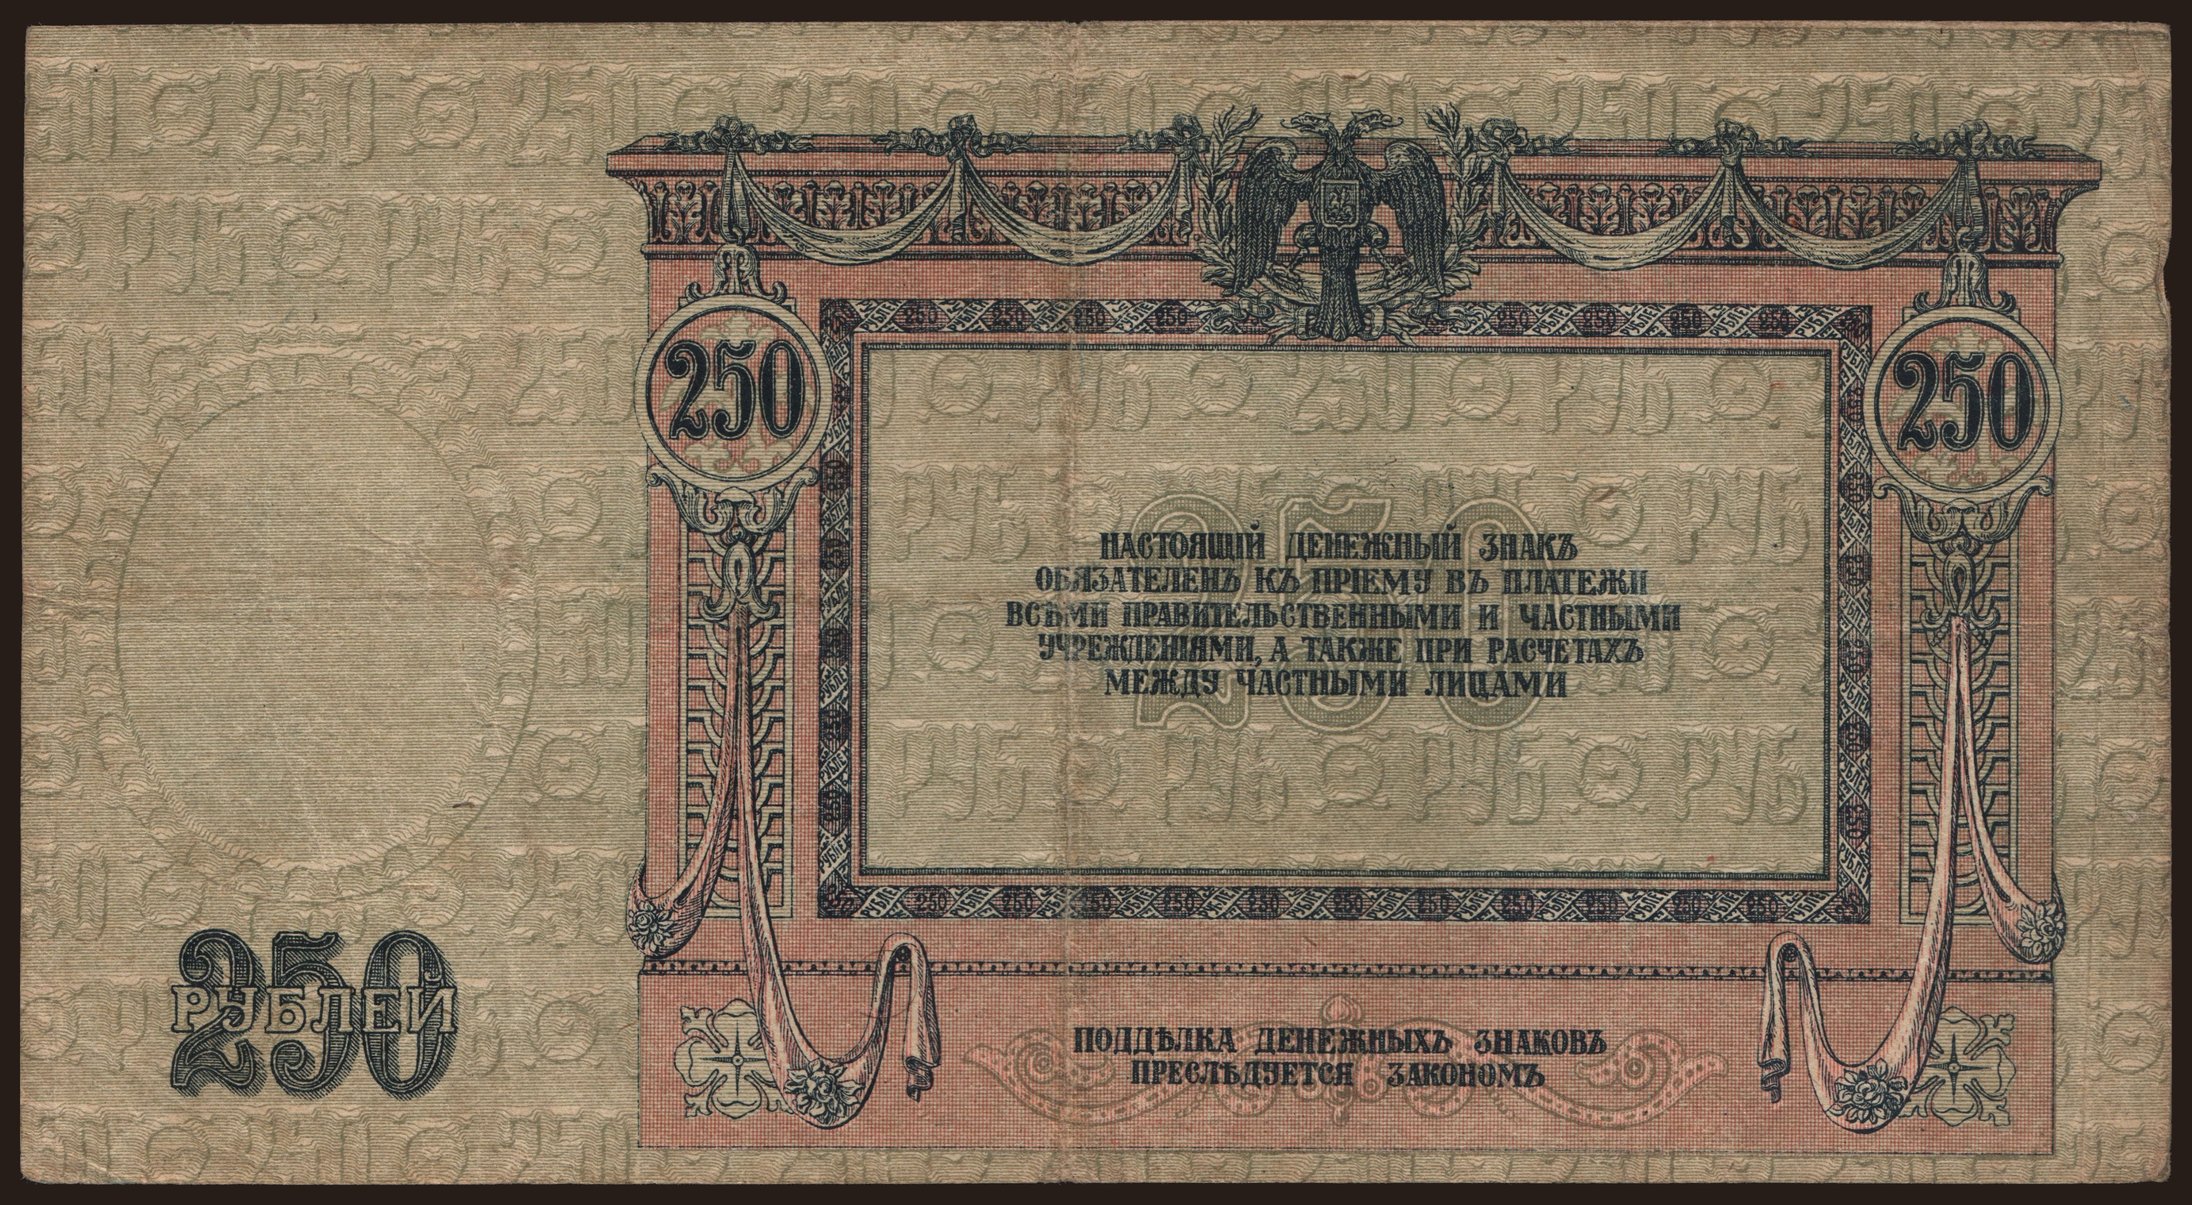 250
250
НАСТОЯЩІЙ ДЕНЕЖНЫЙ ЗНАКЪ
ОБЯЗАТЕЛЕНЪ КЪ ПРІЕМУ ВЪ ПЛАТЕЖИ
ВСѢМИ ПРАВИТЕЛЬСТВЕННЫМИ И ЧАСТНЫМИ
УЧРЕЖДЕНІЯМИ, А ТАКЖЕ ПРИ РАСЧЕТАХЪ
МЕЖДУ ЧАСТНЫМИ ЛИЦАМИ
250
250
РУБЛЕЙ
ПОДДѢЛКА ДЕНЕЖНЫХЪ ЗНАКОВЪ
ПРЕСЛѢДУЕТСЯ ЗАКОНОМЪ